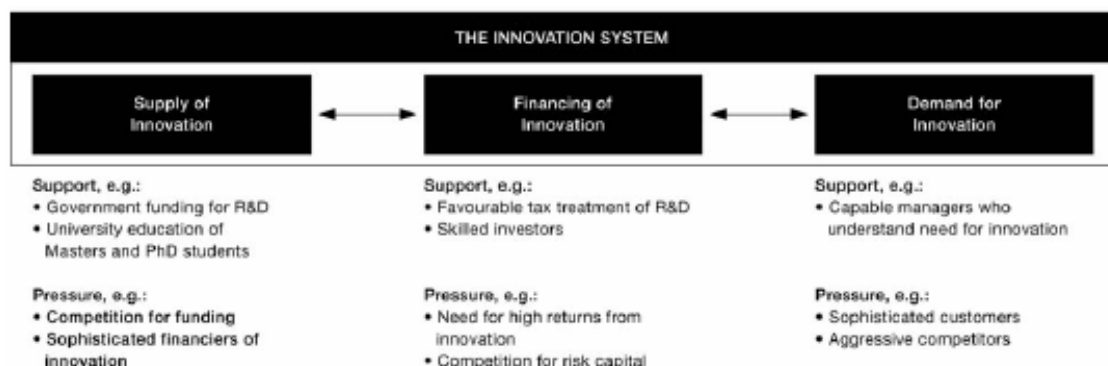 THE INNOVATION SYSTEM
Supply of
Innovation
Financing of
Innovation
Demand for
Innovation
Support, e.g.:
• Government funding for R&D
• University education of
Masters and PhD students
Pressure, e.g.:
• Competition for funding
• Sophisticated financiers of
innovation
Support, e.g.:
• Favourable tax treatment of R&D
• Skilled investors
Pressure, e.g.:
• Need for high returns from
innovation
• Competition for risk capital
Support, e.g.:
• Capable managers who
understand need for innovation
Pressure, e.g.:
• Sophisticated customers
• Aggressive competitors